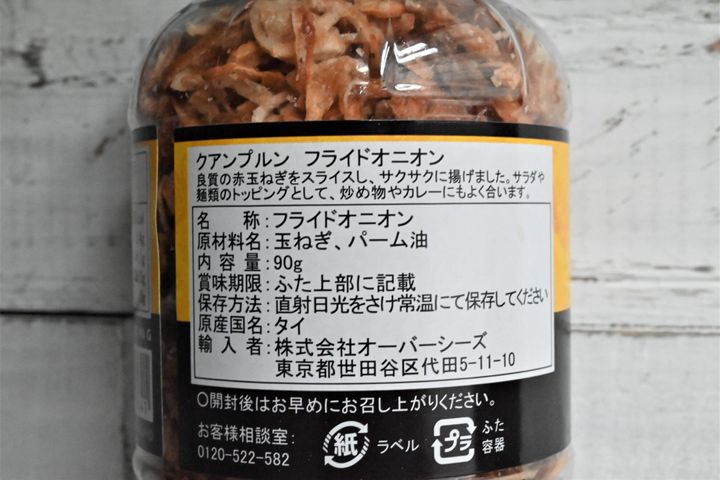 クアンプルン　フライドオニオン
良質の赤玉ねぎをスライスし、サクサクに揚げました。サラダや
麺類のトッピングとして、炒め物やカレーにもよく合います。
名　　称：フライドオニオン
原材料名：玉ねぎ、パーム油
内 容 量：90g
賞味期限：ふた上部に記載
保存方法：直射日光をさけ常温にて保存してください
原産国名：タイ
輸 入 者：株式会社オーバーシーズ
東京都世田谷区代田5-11-10
〇開封後はお早めにお召し上がりください。
お客様相談室：
0120-522-582
紙
ラベル
プラ
ふた
容器